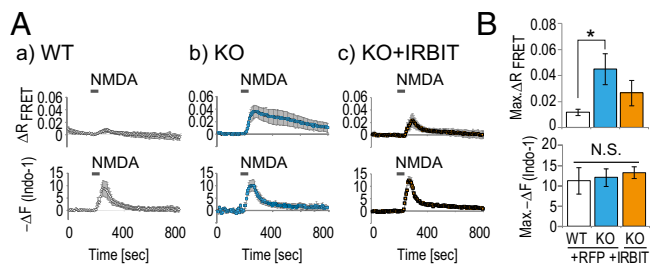 A
B
a) WT
b) KO
c) KO+IRBIT
NMDA
NMDA
NMDA
ΔR FRET
0.06
0.04
0.02
0
0.06
0.04
0.02
0
0.06
0.04
0.02
0
NMDA
NMDA
NMDA
-ΔF (Indo-1)
15
10
5
0
15
10
5
0
15
10
5
0
0 400 800
0 400 800
0 400 800
Time [sec]
Time [sec]
Time [sec]
Max.ΔR FRET
0.08
0.06
0.04
0.02
0.00
*
Max.-ΔF (Indo-1)
20
15
10
5
0
N.S.
WT KO KO
+RFP +IRBIT